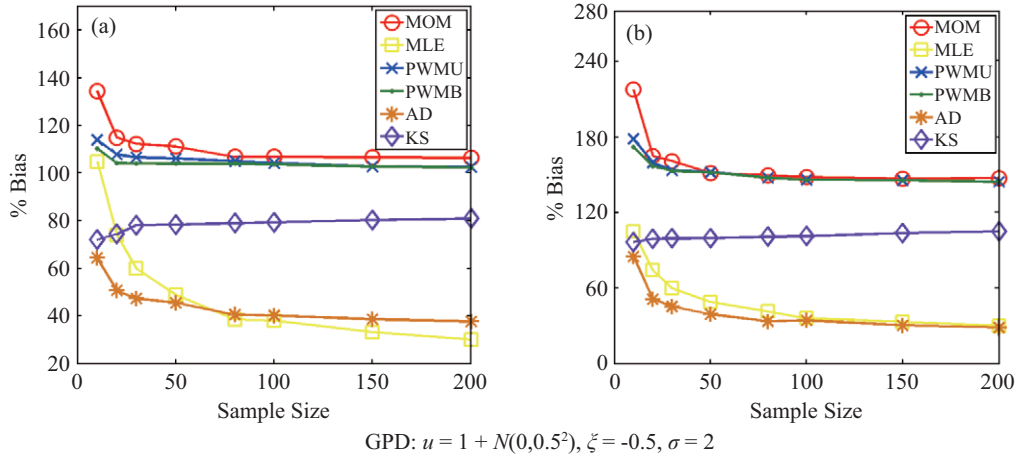 (a)
MOM
MLE
PWMU
PWMB
AD
KS
% Bias
160
140
120
100
80
60
40
20
0
50
100
150
200
Sample Size
(b)
MOM
MLE
PWMU
PWMB
AD
KS
% Bias
280
180
120
60
0
0
50
100
150
200
Sample Size
GPD: u = 1 + N(0,0.5²), ξ = -0.5, σ = 2